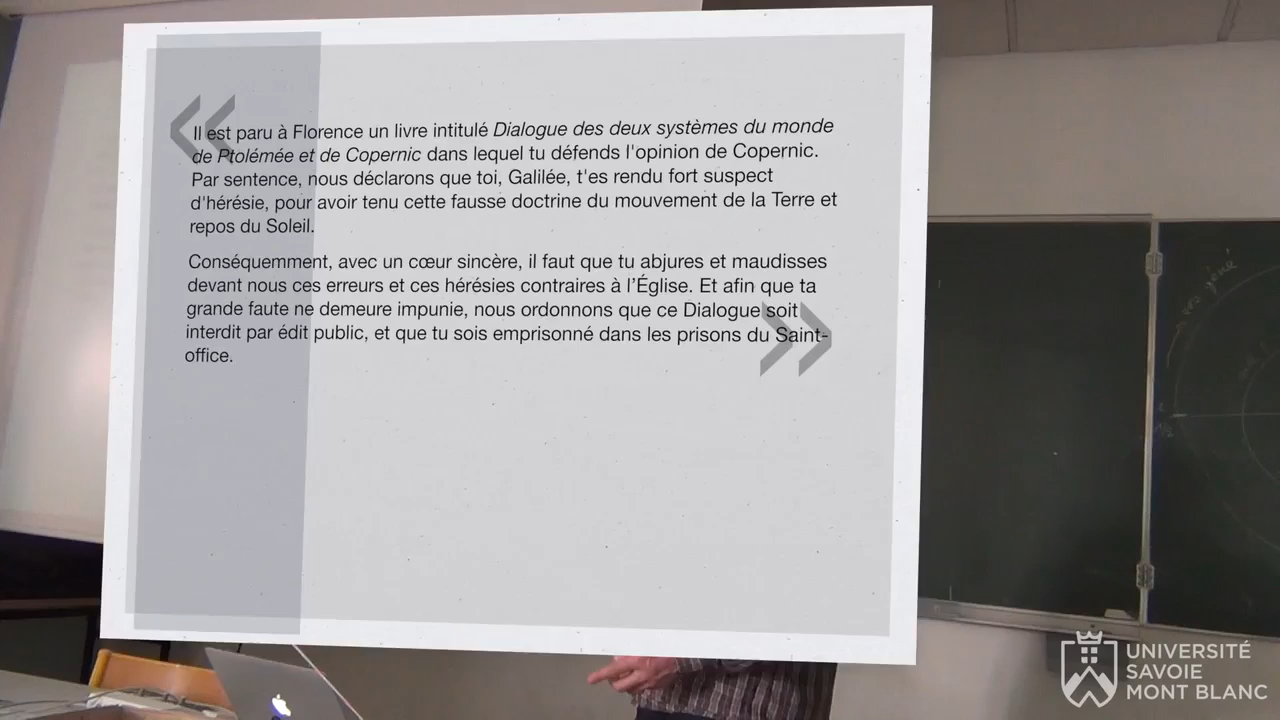 Il est paru à Florence un livre intitulé Dialogue des deux systèmes du monde
de Ptolémée et de Copernic dans lequel tu défends l'opinion de Copernic.
Par sentence, nous déclarons que toi, Galilée, t'es rendu fort suspect
d'hérésie, pour avoir tenu cette fausse doctrine du mouvement de la Terre et
repos du Soleil.
Conséquemment, avec un cœur sincère, il faut que tu abjures et maudisses
devant nous ces erreurs et ces hérésies contraires à l’Église. Et afin que ta
grande faute ne demeure impunie, nous ordonnons que ce Dialogue soit
interdit par édit public, et que tu sois emprisonné dans les prisons du Saint-
office.
UNIVERSITÉ
SAVOIE
MONT BLANC